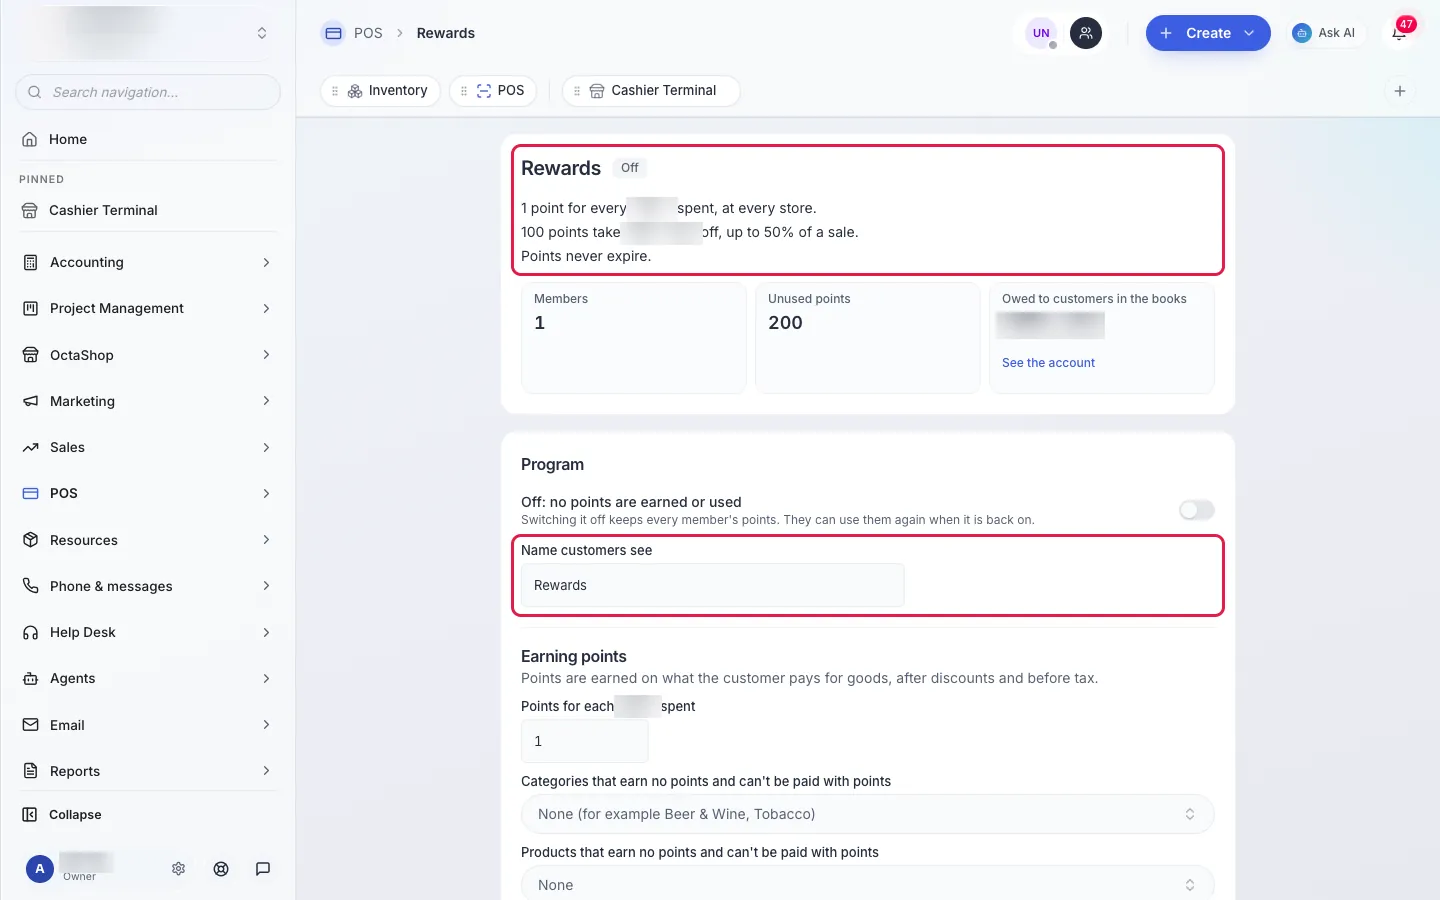 POS > Rewards
UN
Create
Ask AI
47
Search navigation...
Inventory
POS
Cashier Terminal
Home
PINNED
Cashier Terminal
Accounting
Project Management
OctaShop
Marketing
Sales
POS
Resources
Phone & messages
Help Desk
Agents
Email
Reports
Collapse
A
Owner
Rewards Off
1 point for every spent, at every store.
100 points take off, up to 50% of a sale.
Points never expire.
Members
1
Unused points
200
Owed to customers in the books
See the account
Program
Off: no points are earned or used
Switching it off keeps every member's points. They can use them again when it is back on.
Name customers see
Rewards
Earning points
Points are earned on what the customer pays for goods, after discounts and before tax.
Points for each spent
1
Categories that earn no points and can't be paid with points
None (for example Beer & Wine, Tobacco)
Products that earn no points and can't be paid with points
None